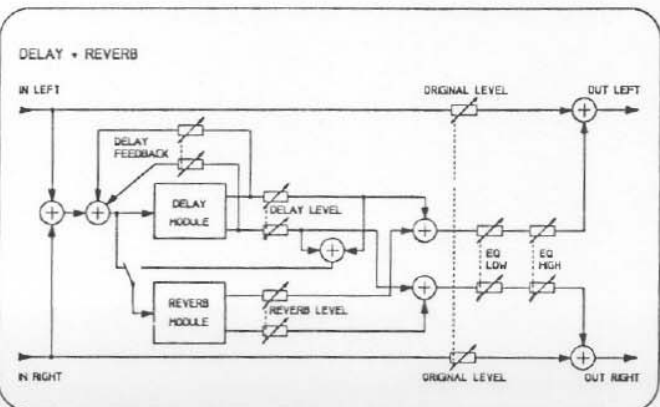 DELAY + REVERB
IN LEFT
ORIGINAL LEVEL
OUT LEFT
DELAY
FEEDBACK
DELAY
MODULE
DELAY LEVEL
EQ
LOW
EQ
HIGH
REVERB
MODULE
REVERB LEVEL
IN RIGHT
ORIGINAL LEVEL
OUT RIGHT